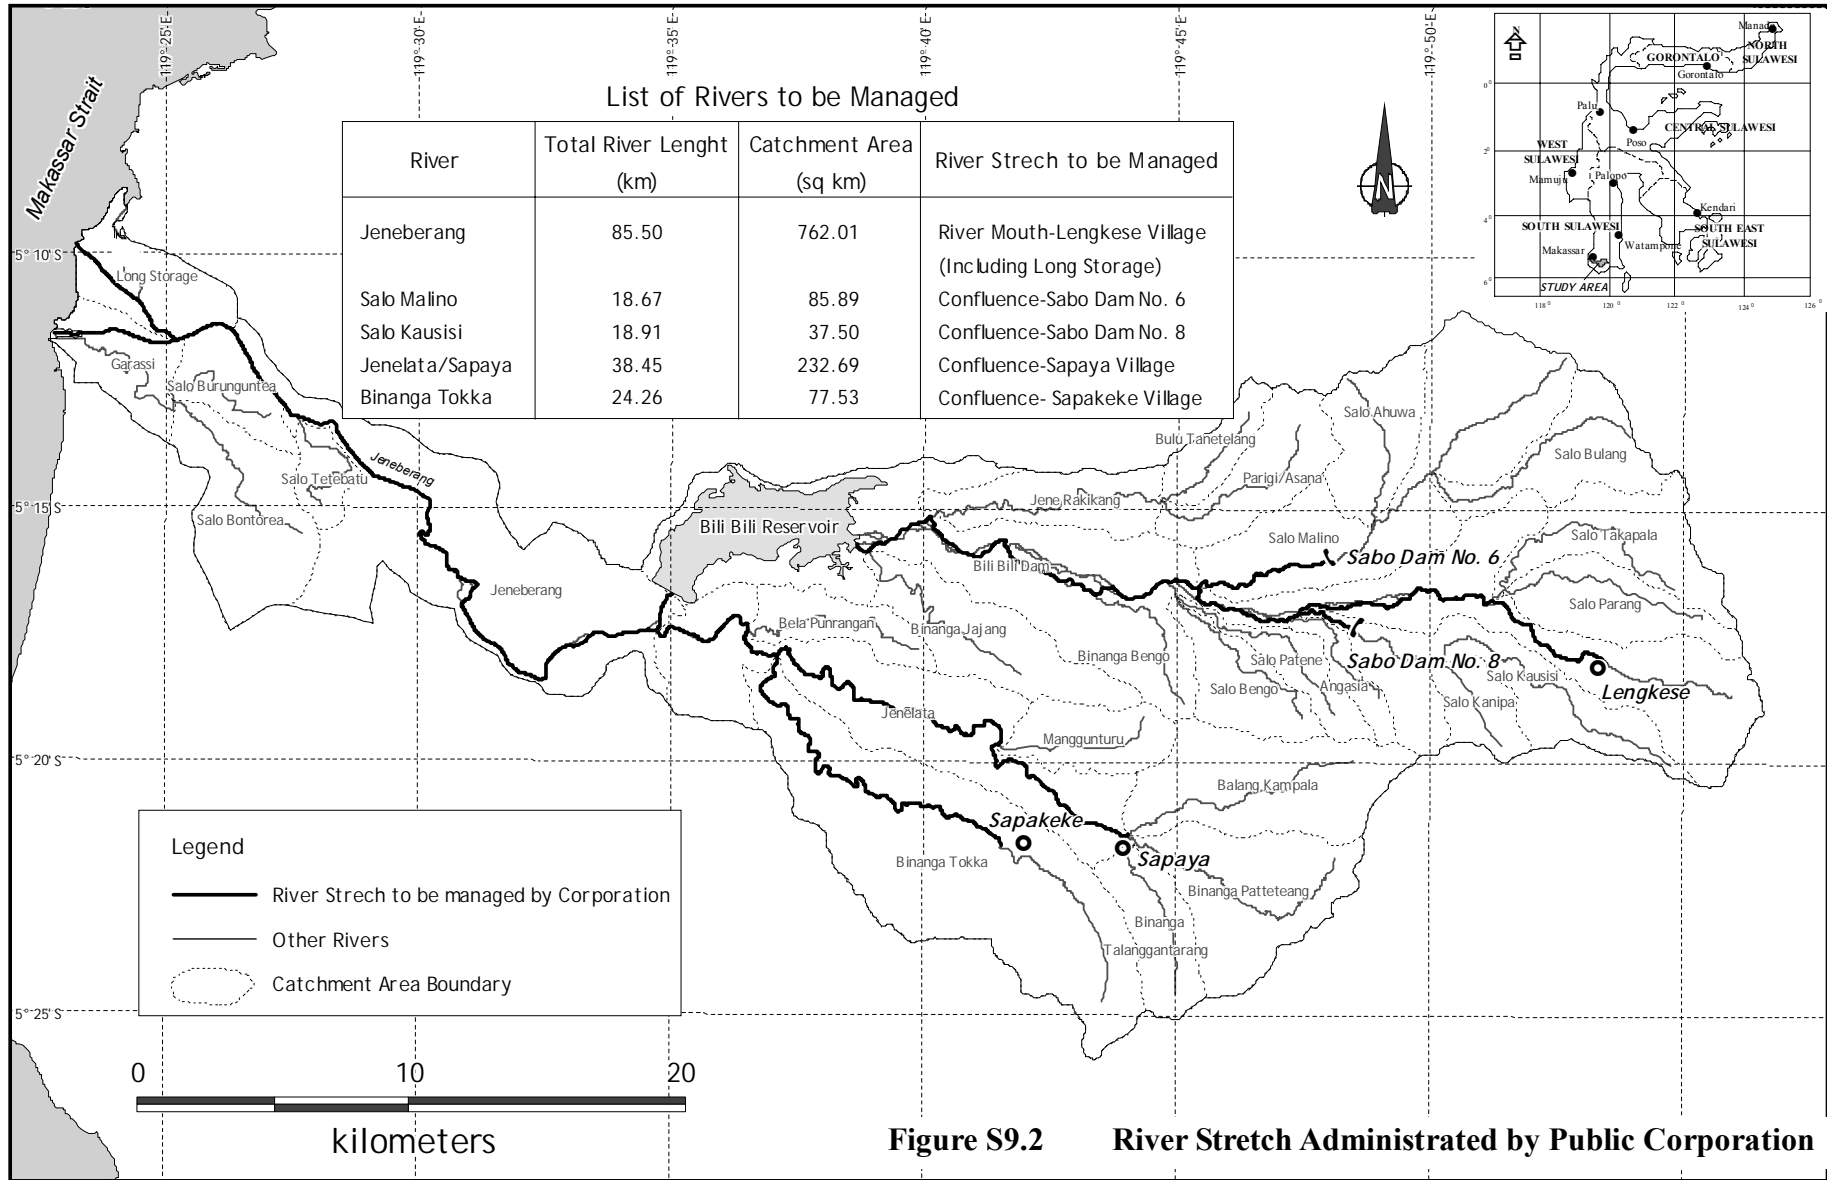 119° 25' E
119° 30' E
119° 35' E
119° 40' E
119° 45' E
119° 50' E
Makassar Strait
List of Rivers to be Managed
River | Total River Lenght (km) | Catchment Area (sq km) | River Strech to be Managed
Jeneberang 85.50 762.01 River Mouth-Lengkese Village
(Including Long Storage)
Salo Malino 18.67 85.89 Confluence-Sabo Dam No. 6
Salo Kausisi 18.91 37.50 Confluence-Sabo Dam No. 8
Jenelata/Sapaya 38.45 232.69 Confluence-Sapaya Village
Binanga Tokka 24.26 77.53 Confluence- Sapakeke Village
N
N
Manado
NORTH
SULAWESI
GORONTALO
Gorontalo
0°
Palu
CENTRAL SULAWESI
Poso
2°
WEST
SULAWESI
Mamuju
Palopo
Kendari
4°
SOUTH SULAWESI
SOUTH EAST
SULAWESI
Makassar
Watampone
6°
STUDY AREA
118° 120° 122° 124° 126°
5° 10' S
Long Storage
Garassi
Salo Burunguntea
Salo Tetebatu
Salo Bontorea
Jeneberang
5° 15' S
Bili Bili Reservoir
Jene Rakikang
Bulu Tanetelang
Parigi/Asana
Salo Ahuwa
Salo Bulang
Salo Malino
Sabo Dam No. 6
Salo Takapala
Bili Bili Dam
Jeneberang
Salo Parang
Bela Punrangan
Binanga Jajang
Binanga Bengo
Salo Patene
Salo Bengo
Angasia
Sabo Dam No. 8
Salo Kausisi
Salo Kanipa
Lengkese
Jenelata
Manggunturu
5° 20' S
Balang Kampala
Sapakeke
Sapaya
Binanga Tokka
Binanga Patteteang
Binanga
Talanggantarang
5° 25' S
Legend
River Strech to be managed by Corporation
Other Rivers
Catchment Area Boundary
0 10 20
kilometers
Figure S9.2 River Stretch Administrated by Public Corporation